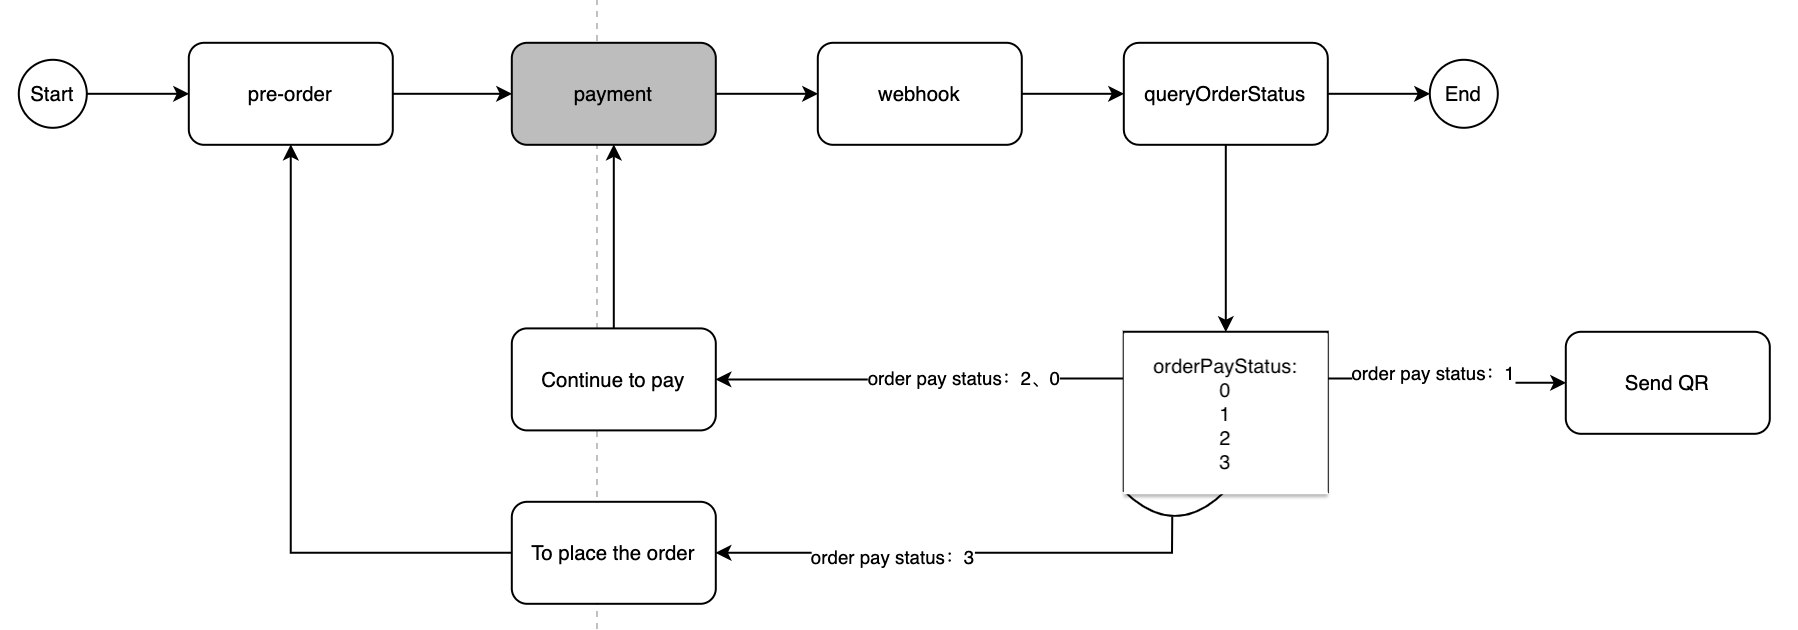 Start
pre-order
payment
webhook
queryOrderStatus
End
Continue to pay
order pay status：2、0
orderPayStatus:
0
1
2
3
order pay status：1
Send QR
To place the order
order pay status：3